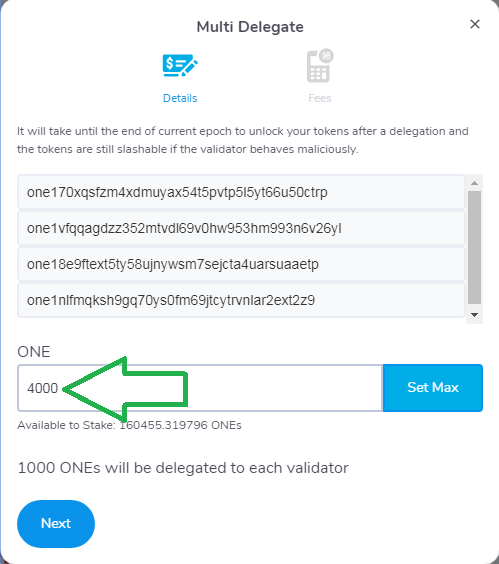 Multi Delegate
×
Details
Fees
It will take until the end of current epoch to unlock your tokens after a delegation and
the tokens are still slashable if the validator behaves maliciously.
one170xqsfzm4xdmuyax54t5pvtp5l5yt66u50ctrp
one1vfqqagdzz352mtvdl69v0hw953hm993n6v26yl
one18e9ftext5ty58ujnywsm7sejcta4uarsuaaetp
one1nlfmqksh9gq70ys0fm69jtcytrvnlar2ext2z9
ONE
4000
Set Max
Available to Stake: 160455.319796 ONEs
1000 ONEs will be delegated to each validator
Next